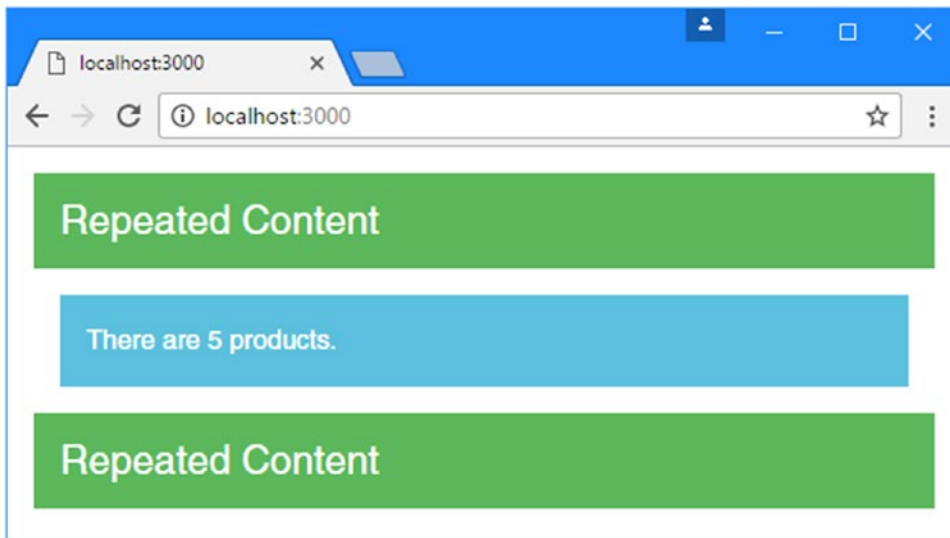 localhost:3000
localhost:3000
Repeated Content
There are 5 products.
Repeated Content